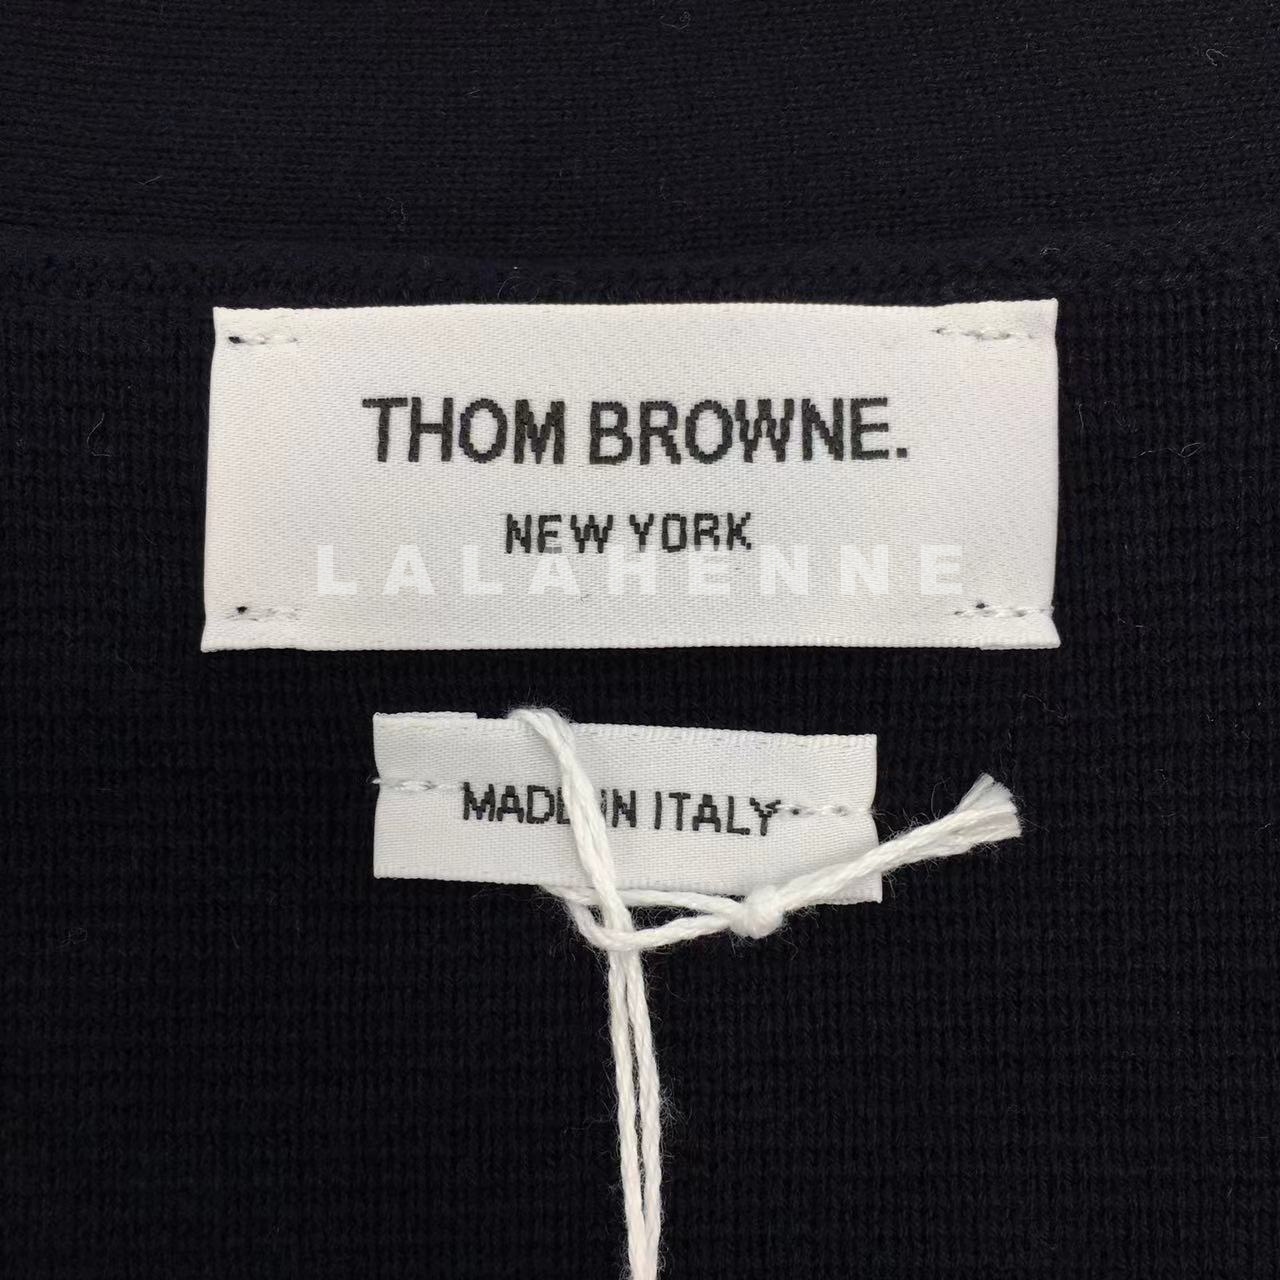 THOM BROWNE.
NEW YORK
LALAHENNE
MADE IN ITALY